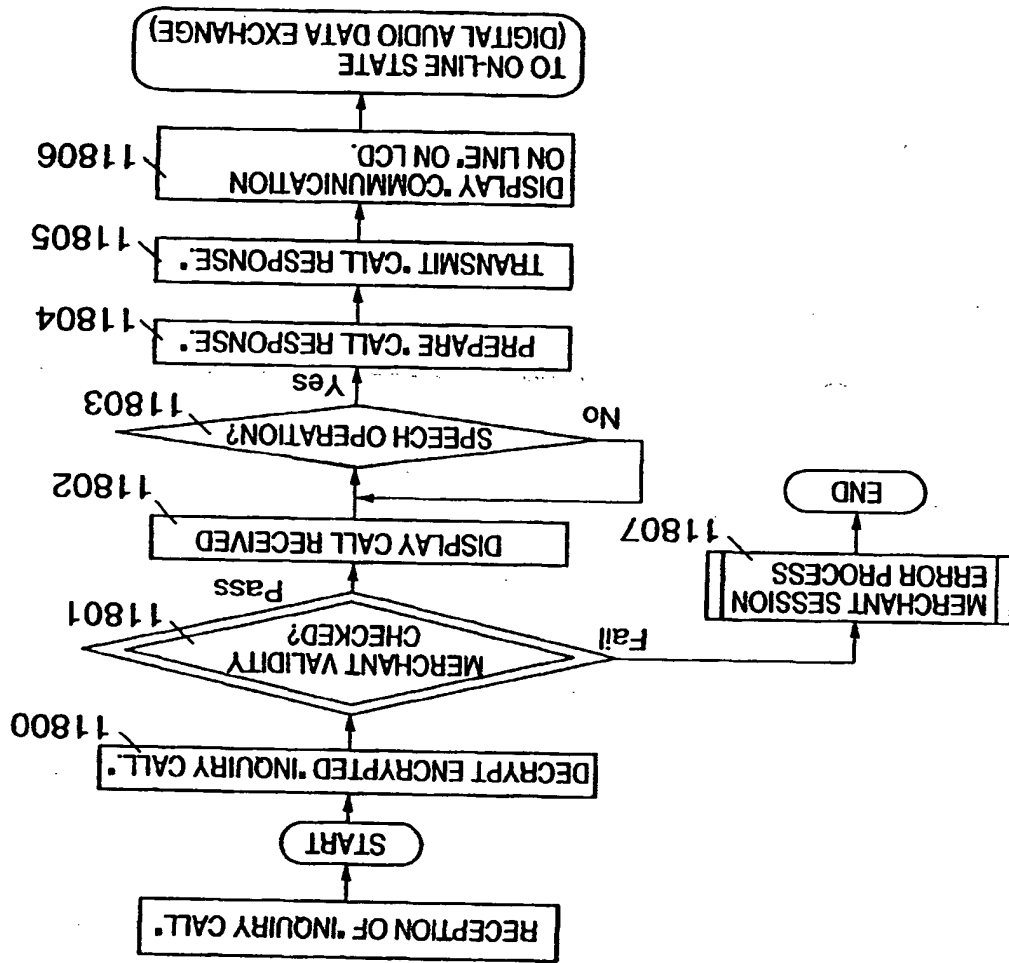 RECEPTION OF "INQUIRY CALL"
START
DECRYPT ENCRYPTED "INQUIRY CALL".
11800
MERCHANT VALIDITY
CHECKED?
11801
Pass
Fail
DISPLAY CALL RECEIVED
11802
MERCHANT SESSION
ERROR PROCESS
11807
END
SPEECH OPERATION?
11803
No
Yes
PREPARE "CALL RESPONSE."
11804
TRANSMIT "CALL RESPONSE."
11805
DISPLAY "COMMUNICATION
ON LINE" ON LCD.
11806
TO ON-LINE STATE
(DIGITAL AUDIO DATA EXCHANGE)